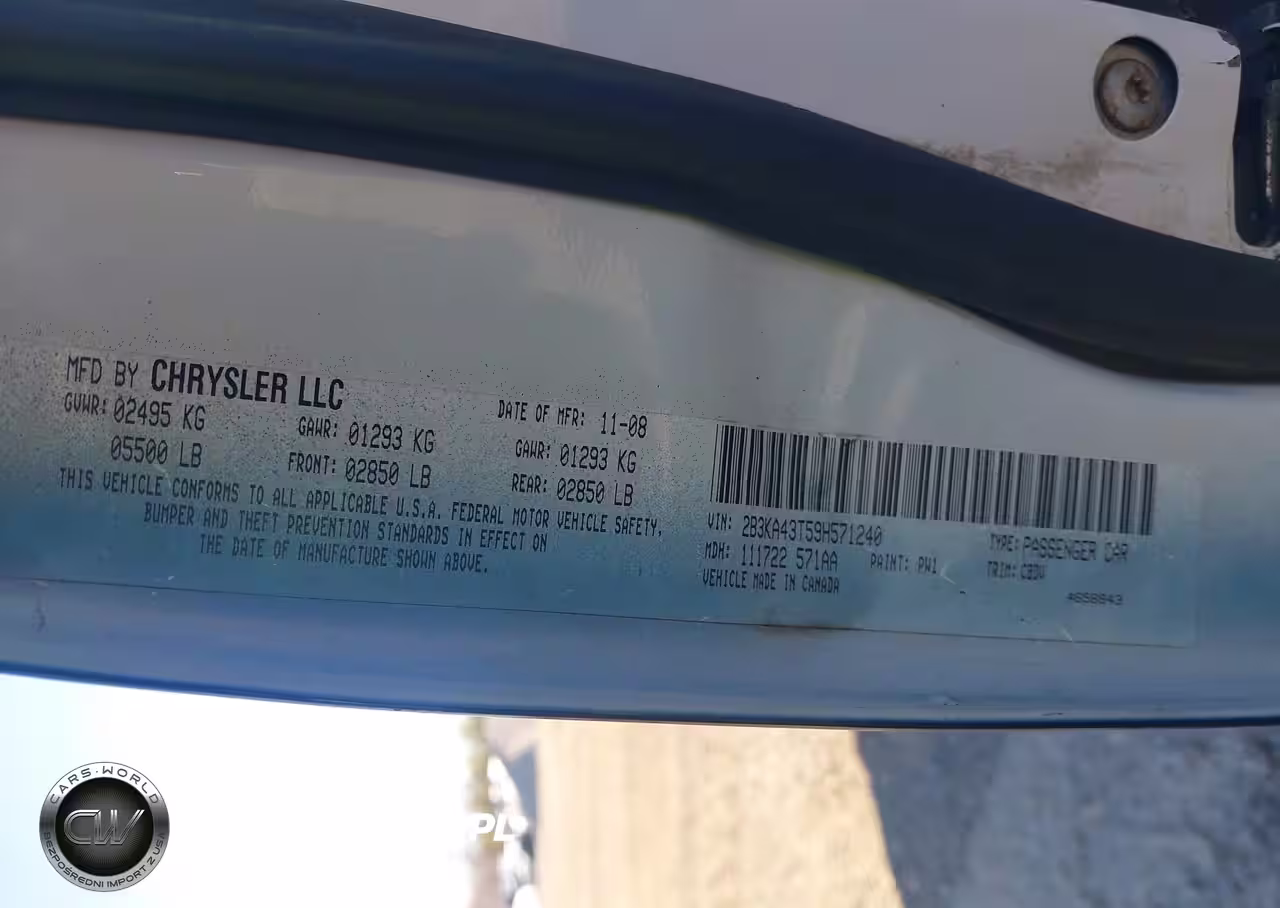 MFD BY CHRYSLER LLC
DATE OF MFR: 11-08
GVWR: 02495 KG
GAWR: 01293 KG
GAWR: 01293 KG
05500 LB
FRONT: 02850 LB
REAR: 02850 LB
THIS VEHICLE CONFORMS TO ALL APPLICABLE U.S.A. FEDERAL MOTOR VEHICLE SAFETY,
BUMPER AND THEFT PREVENTION STANDARDS IN EFFECT ON
THE DATE OF MANUFACTURE SHOWN ABOVE.
VIN: 2B3KA43T59H571240
TYPE: PASSENGER CAR
MDH: 111722 571AA
PAINT: PW1
TRIM:
VEHICLE MADE IN CANADA
4658843
CARS-WORLD
CW
BEZPOŚREDNI IMPORT Z USA
PL